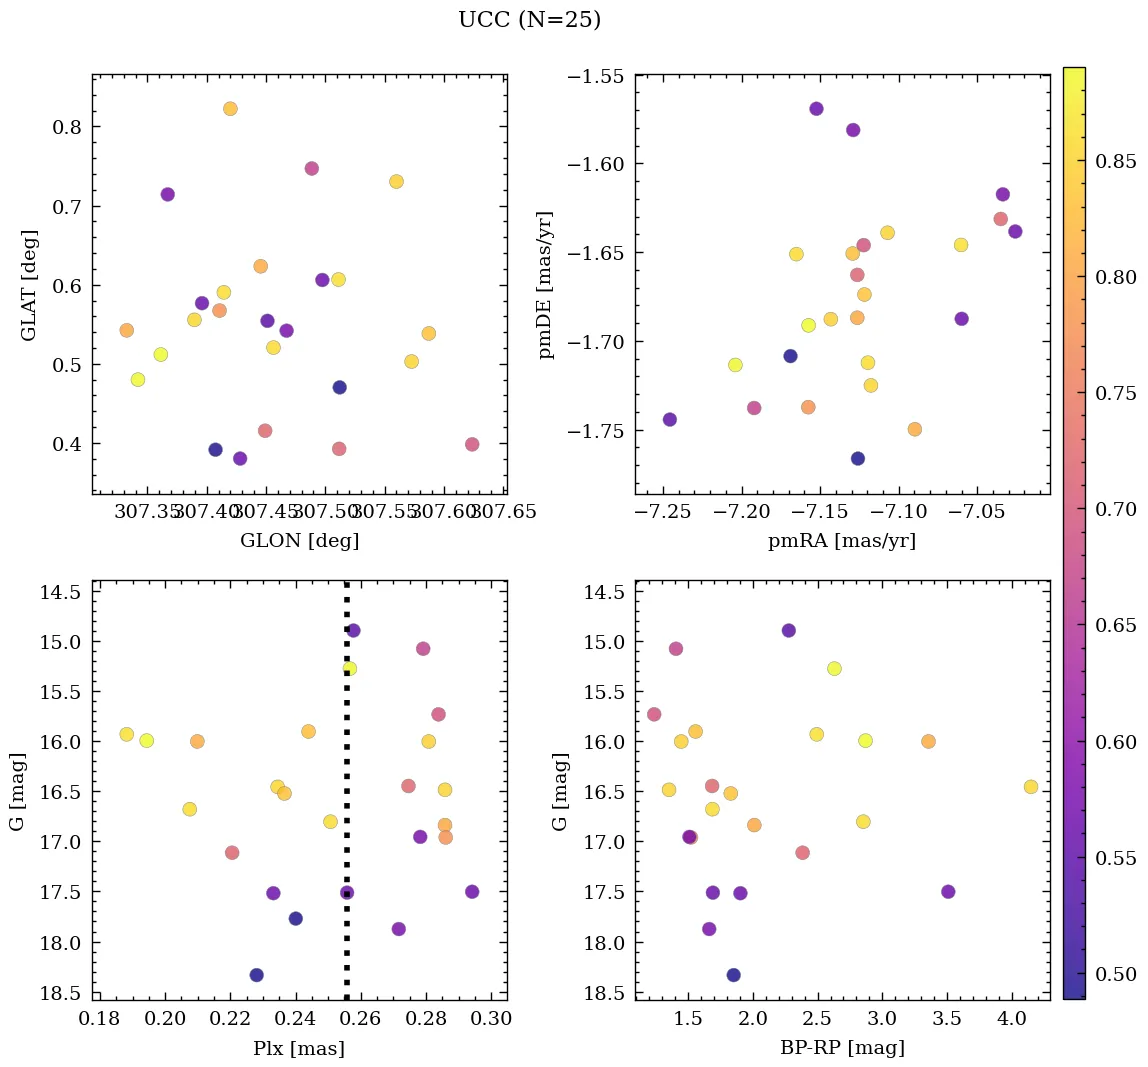 UCC (N=25)
0.8
0.7
0.6
0.5
0.4
GLAT [deg]
307.35 307.40 307.45 307.50 307.55 307.60 307.65
GLON [deg]
−1.55
−1.60
−1.65
−1.70
−1.75
pmDE [mas/yr]
−7.25 −7.20 −7.15 −7.10 −7.05
pmRA [mas/yr]
14.5
15.0
15.5
16.0
16.5
17.0
17.5
18.0
18.5
G [mag]
0.18 0.20 0.22 0.24 0.26 0.28 0.30
Plx [mas]
14.5
15.0
15.5
16.0
16.5
17.0
17.5
18.0
18.5
G [mag]
1.5 2.0 2.5 3.0 3.5 4.0
BP-RP [mag]
0.85
0.80
0.75
0.70
0.65
0.60
0.55
0.50